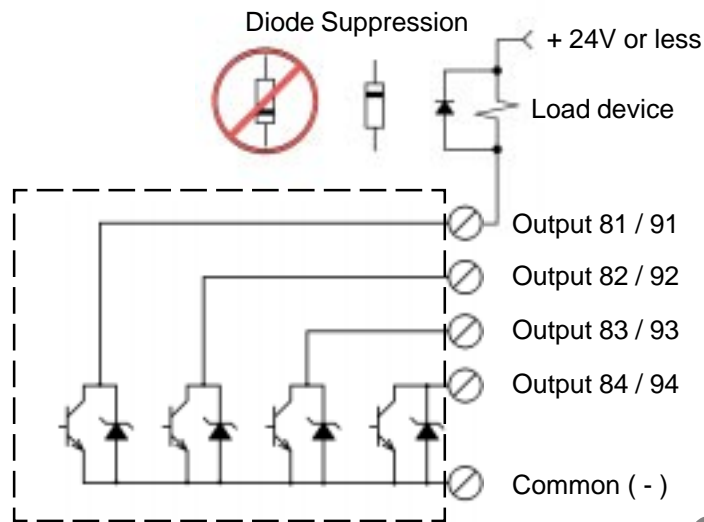 Diode Suppression
+ 24V or less
Load device
Output 81 / 91
Output 82 / 92
Output 83 / 93
Output 84 / 94
Common ( - )